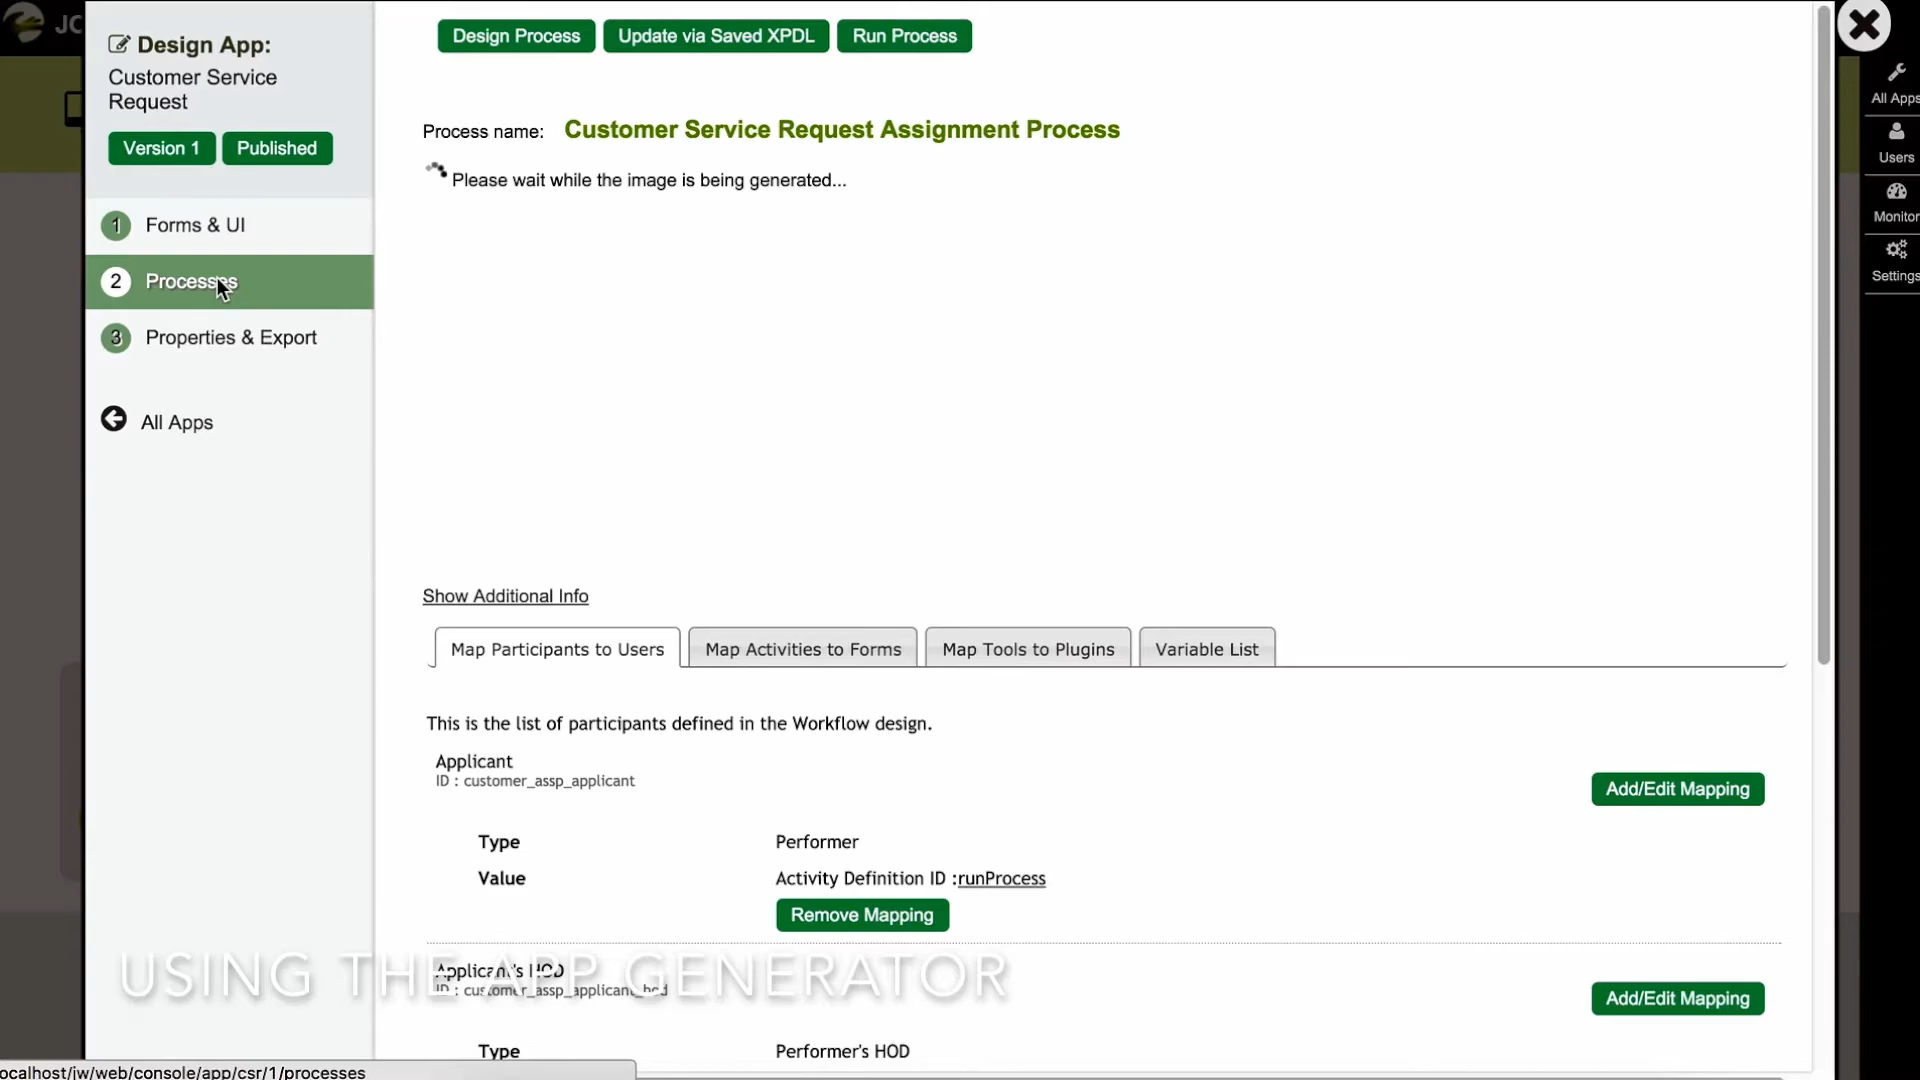 JC
Design App:
Customer Service
Request
Version 1 Published
1 Forms & UI
2 Processes
3 Properties & Export
All Apps
Design Process Update via Saved XPDL Run Process
Process name: Customer Service Request Assignment Process
Please wait while the image is being generated...
Show Additional Info
Map Participants to Users Map Activities to Forms Map Tools to Plugins Variable List
This is the list of participants defined in the Workflow design.
Applicant
ID : customer_assp_applicant
Add/Edit Mapping
Type Performer
Value Activity Definition ID :runProcess
Remove Mapping
Applicant's HOD
ID : customer_assp_applicant_hod
Add/Edit Mapping
Type Performer's HOD
USING THE APP GENERATOR
ocalhost/jw/web/console/app/csr/1/processes
All Apps
Users
Monitor
Settings